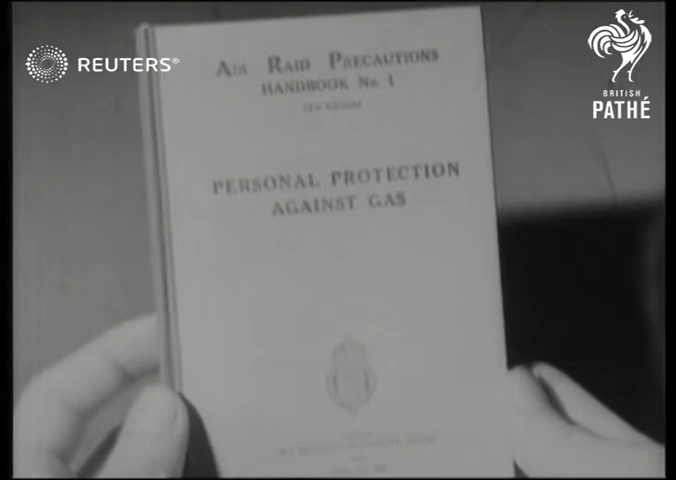 REUTERS®
BRITISH
PATHÉ
AIR RAID PRECAUTIONS
HANDBOOK No. 1
PERSONAL PROTECTION
AGAINST GAS